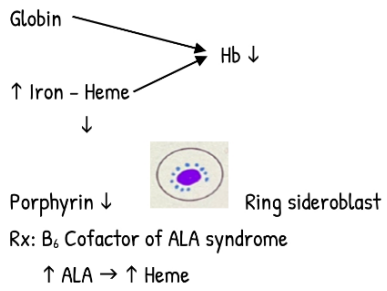 Globin
Hb ↓
↑ Iron – Heme
↓
Porphyrin ↓ Ring sideroblast
Rx: B₆ Cofactor of ALA syndrome
↑ ALA → ↑ Heme